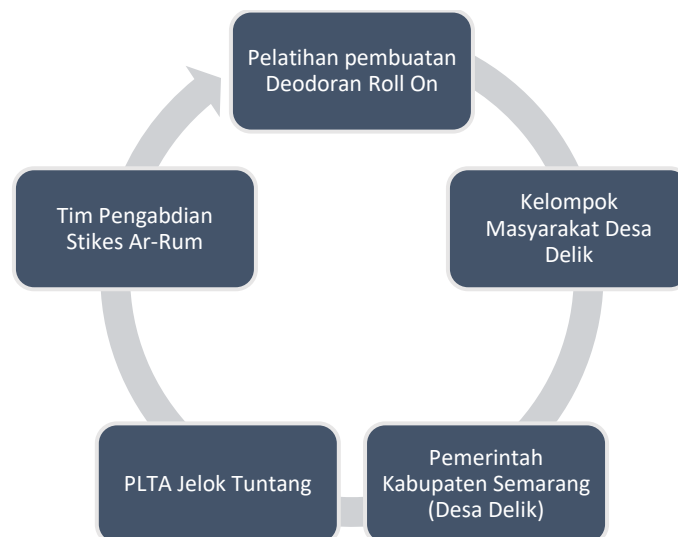 Pelatihan pembuatan
Deodoran Roll On
Kelompok
Masyarakat Desa
Delik
Pemerintah
Kabupaten Semarang
(Desa Delik)
PLTA Jelok Tuntang
Tim Pengabdian
Stikes Ar-Rum